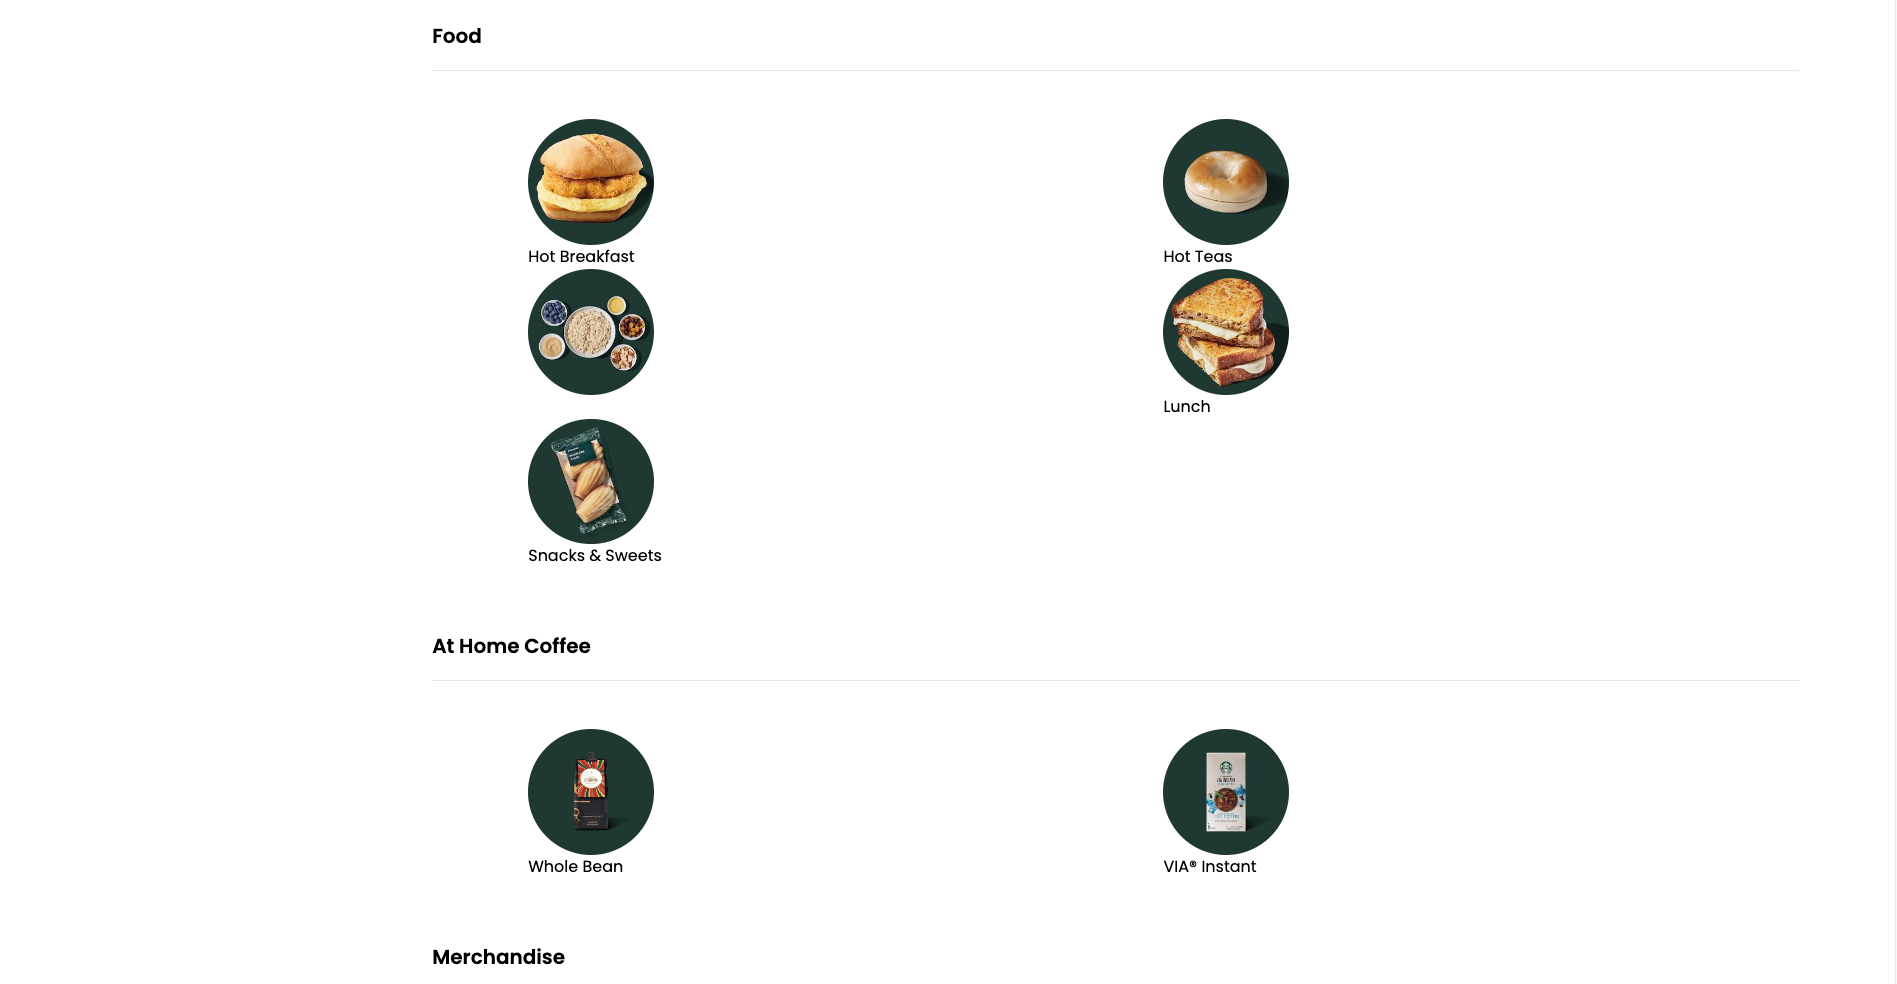 Food
Hot Breakfast
Hot Teas
Lunch
Snacks & Sweets
At Home Coffee
Whole Bean
VIA® Instant
Merchandise